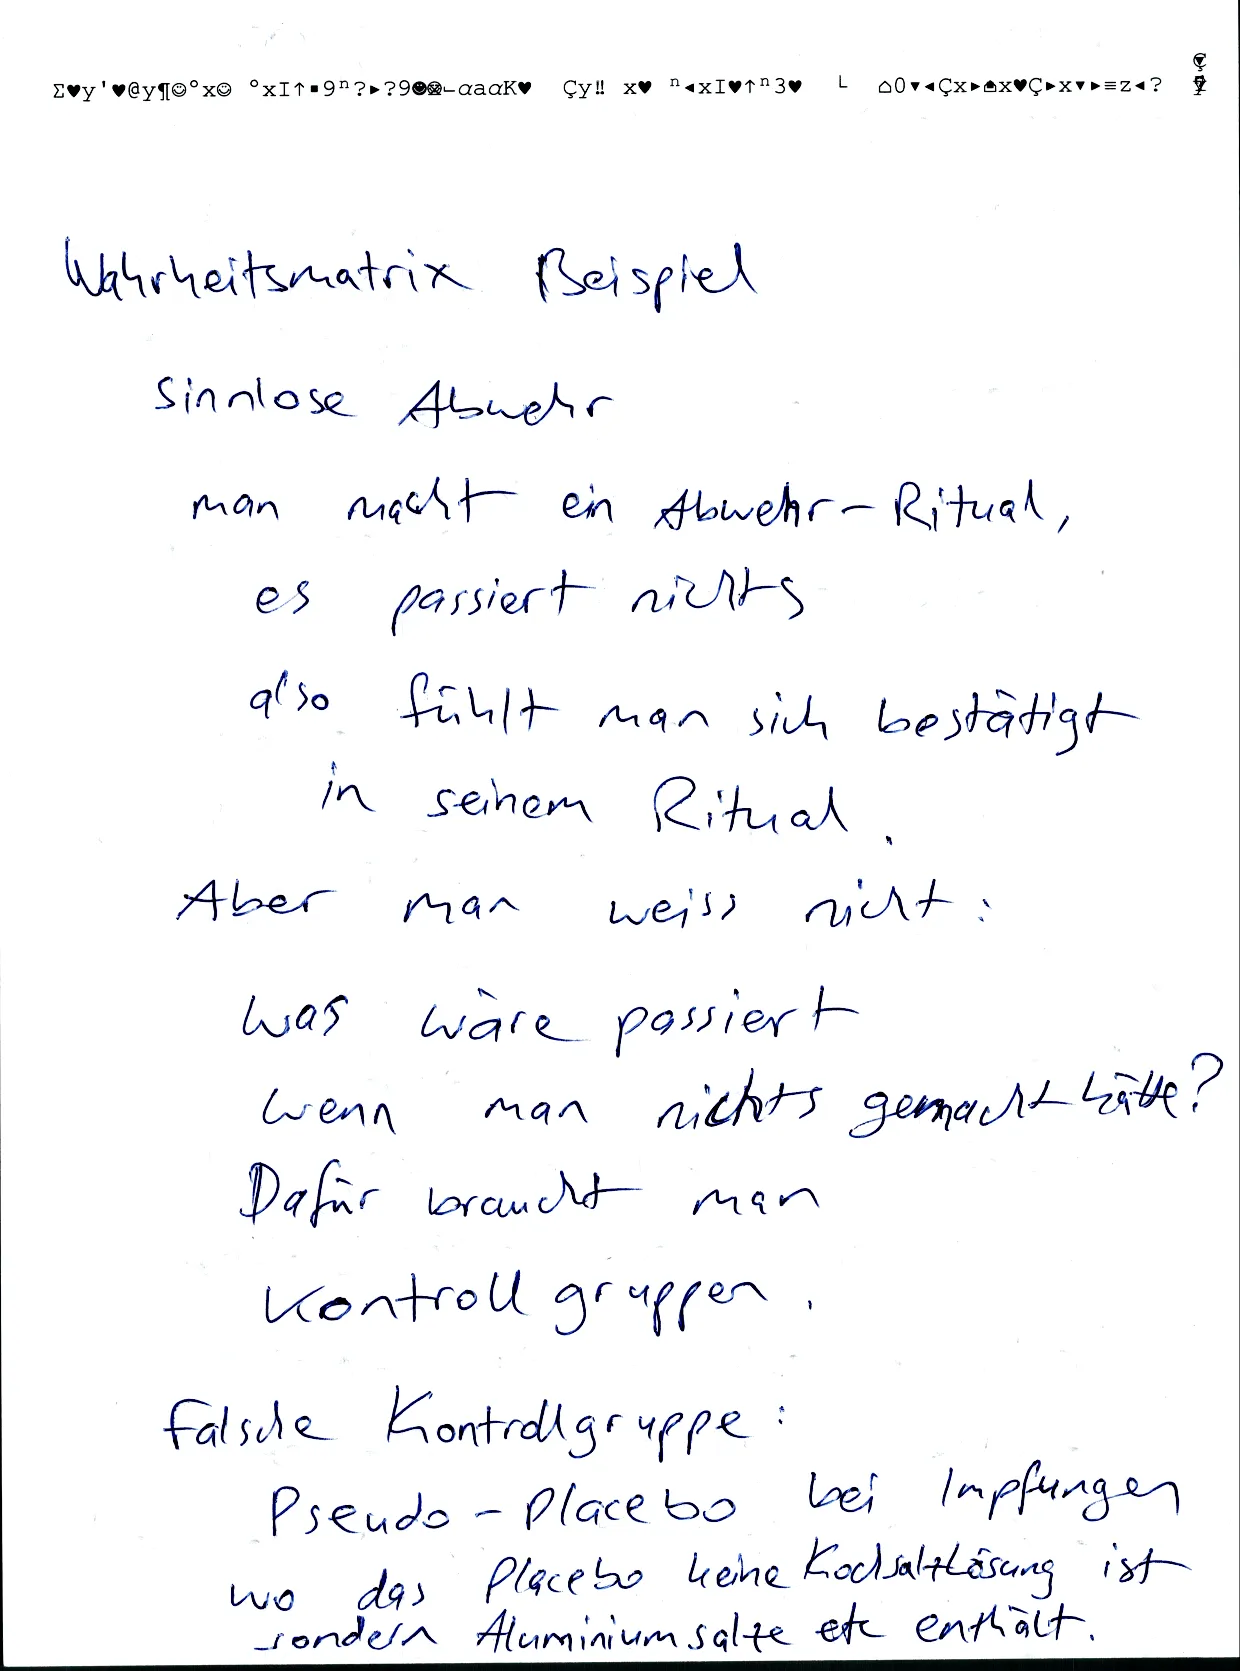 Σ♥y'♥@y¶☺°x☺ °xI↑▪9ⁿ?►?9☻ –αaαK♥ Çy‼ x♥ ⁿ◄xI♥↑ⁿ3♥ └ ⌂0▼◄Çx► x♥Ç►x▼►≡z◄?
Wahrheitsmatrix Beispiel
Sinnlose Abwehr
man macht ein Abwehr-Ritual,
es passiert nichts
also fühlt man sich bestätigt
in seinem Ritual.
Aber man weiss nicht:
was wäre passiert
wenn man nichts gemacht hätte?
Dafür braucht man
Kontrollgruppen.
falsche Kontrollgruppe:
Pseudo-Placebo bei Impfungen
wo das Placebo keine Kochsalzlösung ist
sondern Aluminiumsalze etc enthält.